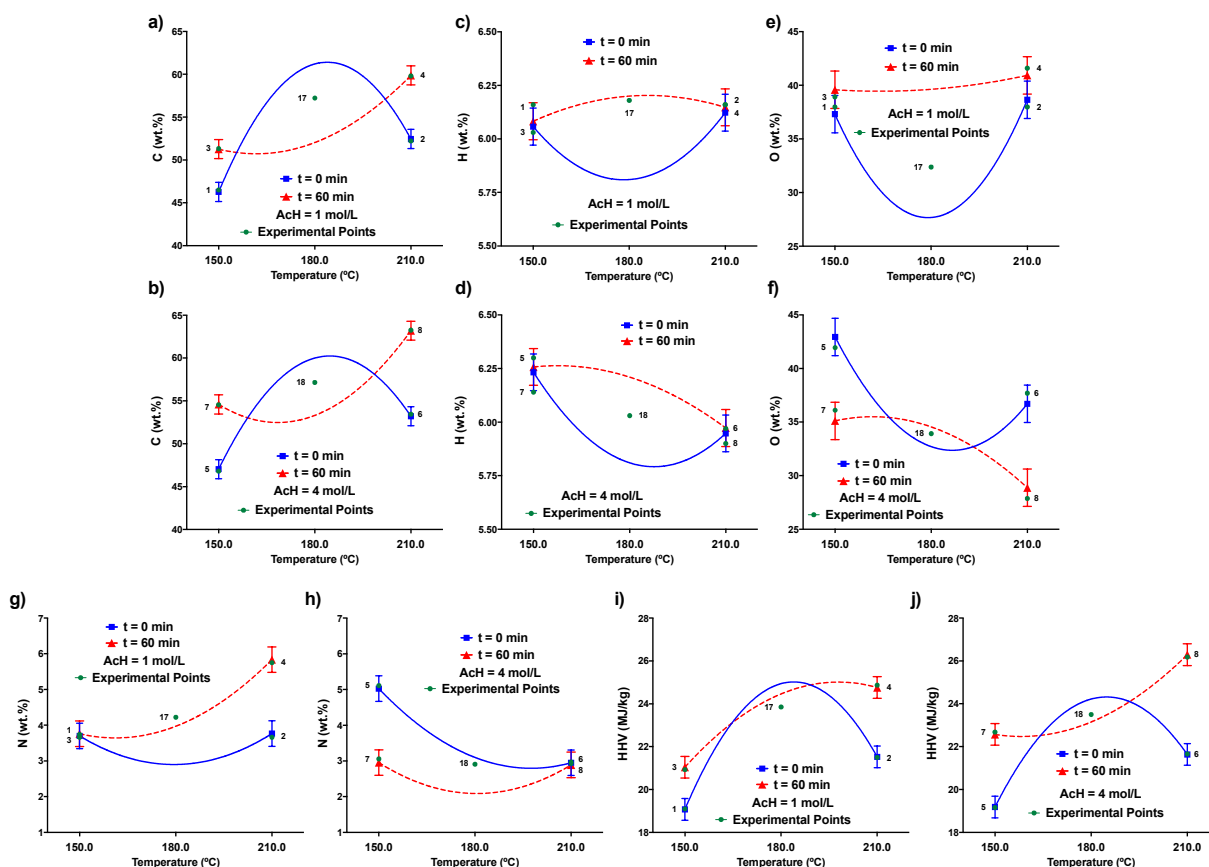 a)
C (wt.%)
65
60
55
50
45
40
150.0
180.0
210.0
Temperature (ºC)
1
2
3
4
17
t = 0 min
t = 60 min
AcH = 1 mol/L
Experimental Points
c)
H (wt.%)
6.50
6.25
6.00
5.75
5.50
150.0
180.0
210.0
Temperature (ºC)
1
2
3
4
17
t = 0 min
t = 60 min
AcH = 1 mol/L
Experimental Points
e)
O (wt.%)
45
40
35
30
25
150.0
180.0
210.0
Temperature (ºC)
3
1
4
2
17
t = 0 min
t = 60 min
AcH = 1 mol/L
Experimental Points
b)
C (wt.%)
65
60
55
50
45
40
150.0
180.0
210.0
Temperature (ºC)
7
5
8
6
18
t = 0 min
t = 60 min
AcH = 4 mol/L
Experimental Points
d)
H (wt.%)
6.50
6.25
6.00
5.75
5.50
150.0
180.0
210.0
Temperature (ºC)
5
7
6
8
18
t = 0 min
t = 60 min
AcH = 4 mol/L
Experimental Points
f)
O (wt.%)
45
40
35
30
25
150.0
180.0
210.0
Temperature (ºC)
5
7
6
8
18
t = 0 min
t = 60 min
AcH = 4 mol/L
Experimental Points
g)
N (wt.%)
7
6
5
4
3
2
1
150.0
180.0
210.0
Temperature (ºC)
1
3
4
2
17
t = 0 min
t = 60 min
AcH = 1 mol/L
Experimental Points
h)
N (wt.%)
7
6
5
4
3
2
1
150.0
180.0
210.0
Temperature (ºC)
5
7
6
8
18
t = 0 min
t = 60 min
AcH = 4 mol/L
Experimental Points
i)
HHV (MJ/kg)
28
26
24
22
21
19
18
150.0
180.0
210.0
Temperature (ºC)
3
1
4
2
17
t = 0 min
t = 60 min
AcH = 1 mol/L
Experimental Points
j)
HHV (MJ/kg)
28
26
24
22
21
19
18
150.0
180.0
210.0
Temperature (ºC)
7
5
8
6
18
t = 0 min
t = 60 min
AcH = 4 mol/L
Experimental Points